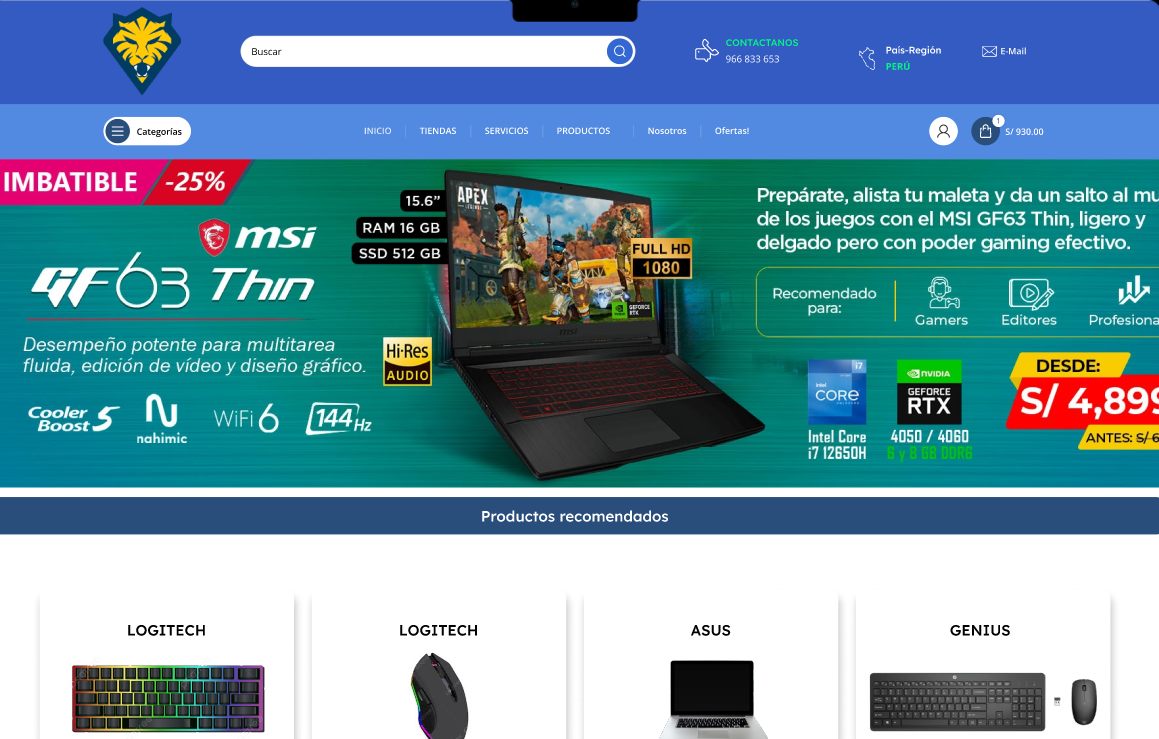 Buscar
CONTACTANOS
966 833 653
Pais-Región
PERÚ
E-Mail
Categorías
INICIO
TIENDAS
SERVICIOS
PRODUCTOS
Nosotros
Ofertas!
1
S/ 930.00
IMBATIBLE -25%
msi
GF63 Thin
Desempeño potente para multitarea
fluida, edición de vídeo y diseño gráfico.
Cooler
Boost 5
nahimic
WiFi 6
144Hz
15.6”
RAM 16 GB
SSD 512 GB
APEX
LEGENDS
FULL HD
1080
GEFORCE
RTX
msi
Hi-Res
AUDIO
Prepárate, alista tu maleta y da un salto al mu
de los juegos con el MSI GF63 Thin, ligero y
delgado pero con poder gaming efectivo.
Recomendado
para:
Gamers
Editores
Profesiona
intel
CORE
i7
Intel Core
i7 12650H
NVIDIA
GEFORCE
RTX
4050 / 4060
6 y 8 GB DDR6
DESDE:
S/ 4,899
ANTES: S/ 6
Productos recomendados
LOGITECH
LOGITECH
ASUS
GENIUS